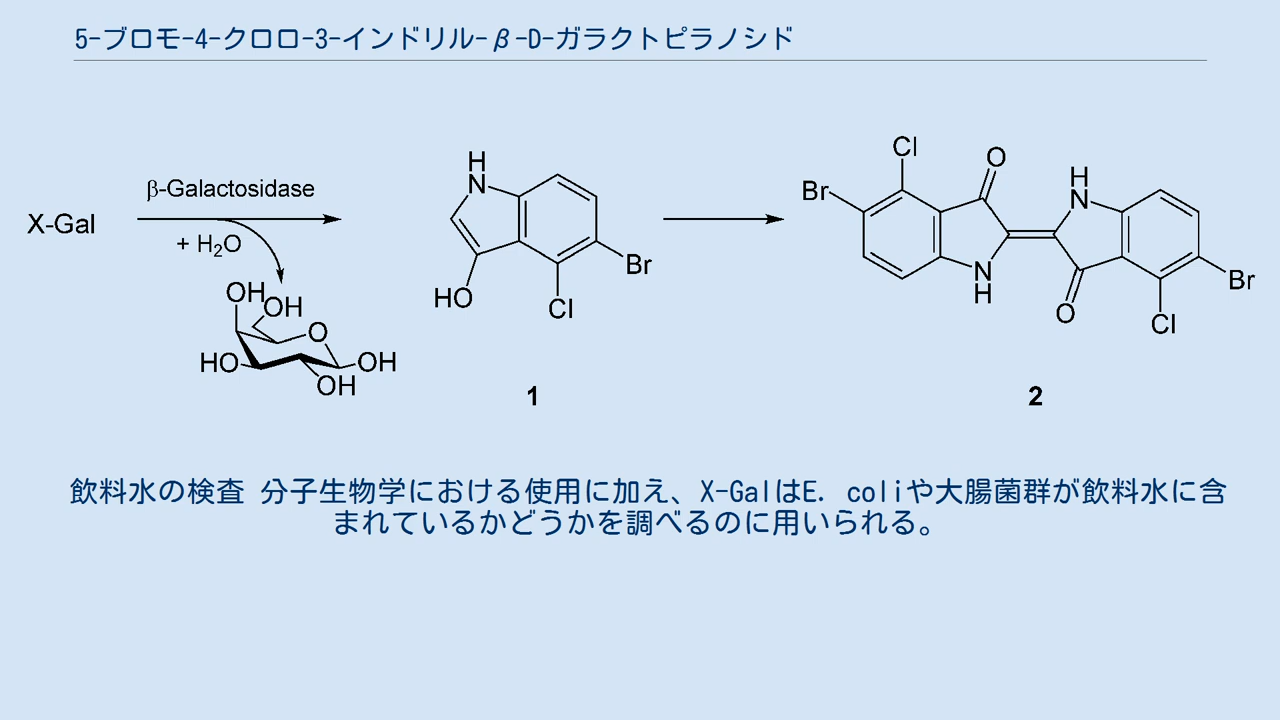 5-ブロモ-4-クロロ-3-インドリル-β-D-ガラクトピラノシド
X-Gal
β-Galactosidase
+ H₂O
OH
OH
O
HO
OH
OH
H
N
HO
Br
Cl
1
Cl
O
Br
H
N
N
H
O
Br
Cl
2
飲料水の検査 分子生物学における使用に加え、X-GalはE. coliや大腸菌群が飲料水に含
まれているかどうかを調べるのに用いられる。